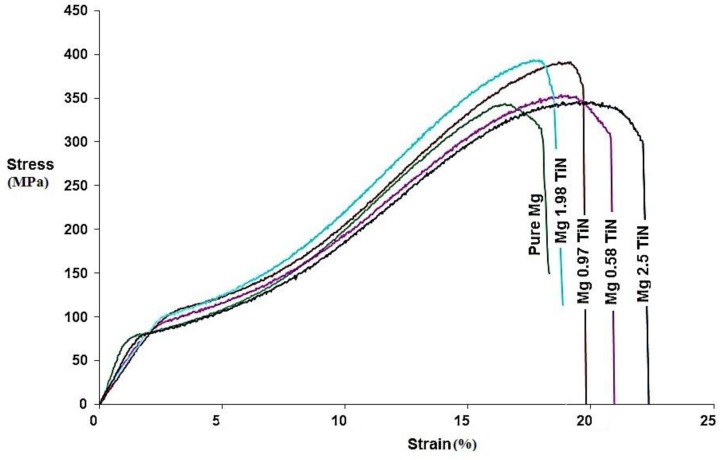 450
400
350
300
250
200
150
100
50
0
Stress
(MPa)
Pure Mg
Mg 1.98 TiN
Mg 0.97 TiN
Mg 0.58 TiN
Mg 2.5 TiN
0 5 10 15 20 25
Strain(%)